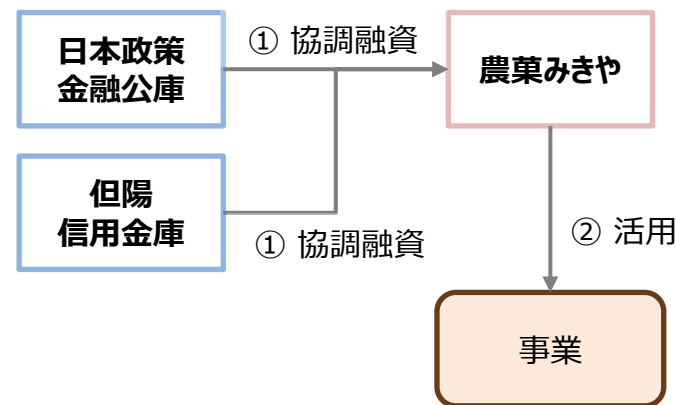 日本政策
金融公庫
① 協調融資
農菓みきや
但陽
信用金庫
① 協調融資
② 活用
事業